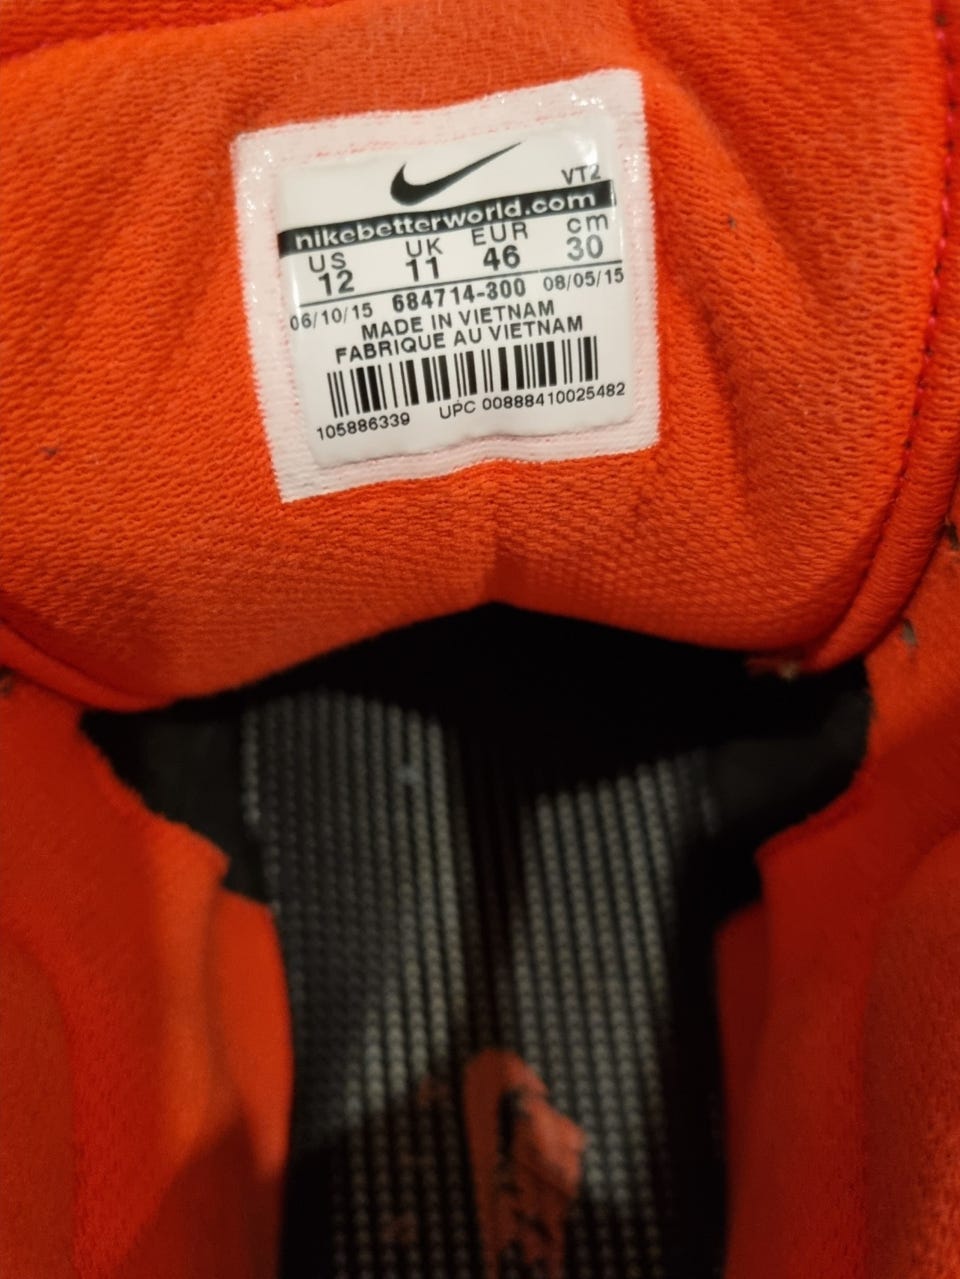 VT2
nikebetterworld.com
US UK EUR cm
12 11 46 30
06/10/15 684714-300 08/05/15
MADE IN VIETNAM
FABRIQUE AU VIETNAM
105886339 UPC 00888410025482